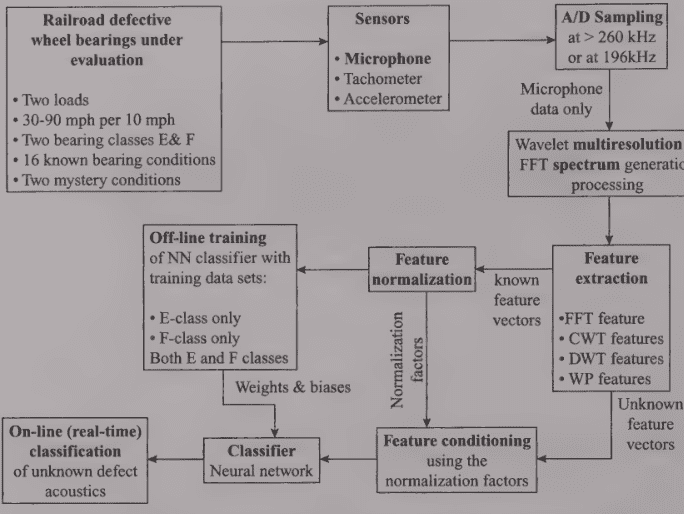 Railroad defective
wheel bearings under
evaluation
• Two loads
• 30-90 mph per 10 mph
• Two bearing classes E& F
• 16 known bearing conditions
• Two mystery conditions
Sensors
• Microphone
• Tachometer
• Accelerometer
A/D Sampling
at > 260 kHz
or at 196kHz
Microphone
data only
Wavelet multiresolution
FFT spectrum generatio
processing
Feature
extraction
•FFT feature
• CWT features
• DWT features
• WP features
known
feature
vectors
Feature
normalization
Off-line training
of NN classifier with
training data sets:
• E-class only
• F-class only
Both E and F classes
Normalization
factors
Weights & biases
Unknown
feature
vectors
Feature conditioning
using the
normalization factors
Classifier
Neural network
On-line (real-time)
classification
of unknown defect
acoustics